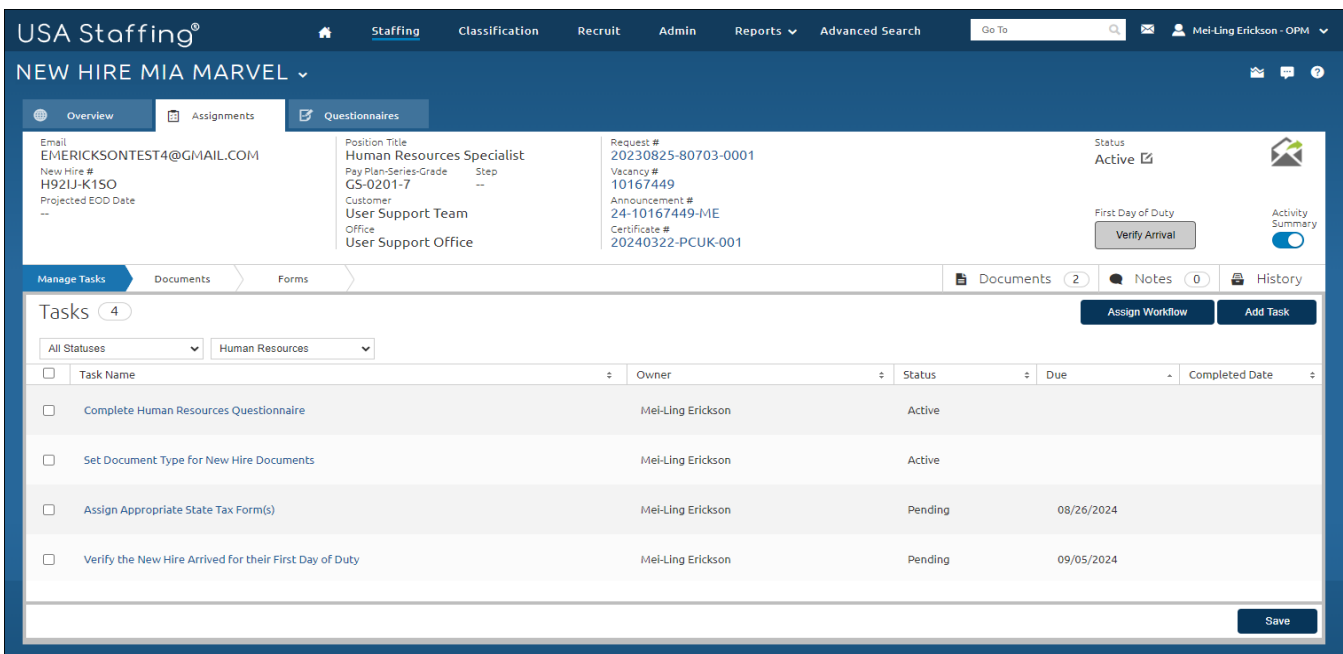 USA Staffing®
Staffing Classification Recruit Admin Reports Advanced Search Go To Mei-Ling Erickson - OPM
NEW HIRE MIA MARVEL
Overview Assignments Questionnaires
Email
EMERICKSONTEST4@GMAIL.COM
New Hire #
H92IJ-K1SO
Projected EOD Date
--
Position Title
Human Resources Specialist
Pay Plan-Series-Grade Step
GS-0201-7 --
Customer
User Support Team
Office
User Support Office
Request #
20230825-80703-0001
Vacancy #
10167449
Announcement #
24-10167449-ME
Certificate #
20240322-PCUK-001
Status
Active
First Day of Duty
Verify Arrival
Activity
Summary
Manage Tasks Documents Forms Documents 2 Notes 0 History
Tasks 4 Assign Workflow Add Task
All Statuses Human Resources
Task Name Owner Status Due Completed Date
Complete Human Resources Questionnaire Mei-Ling Erickson Active
Set Document Type for New Hire Documents Mei-Ling Erickson Active
Assign Appropriate State Tax Form(s) Mei-Ling Erickson Pending 08/26/2024
Verify the New Hire Arrived for their First Day of Duty Mei-Ling Erickson Pending 09/05/2024
Save